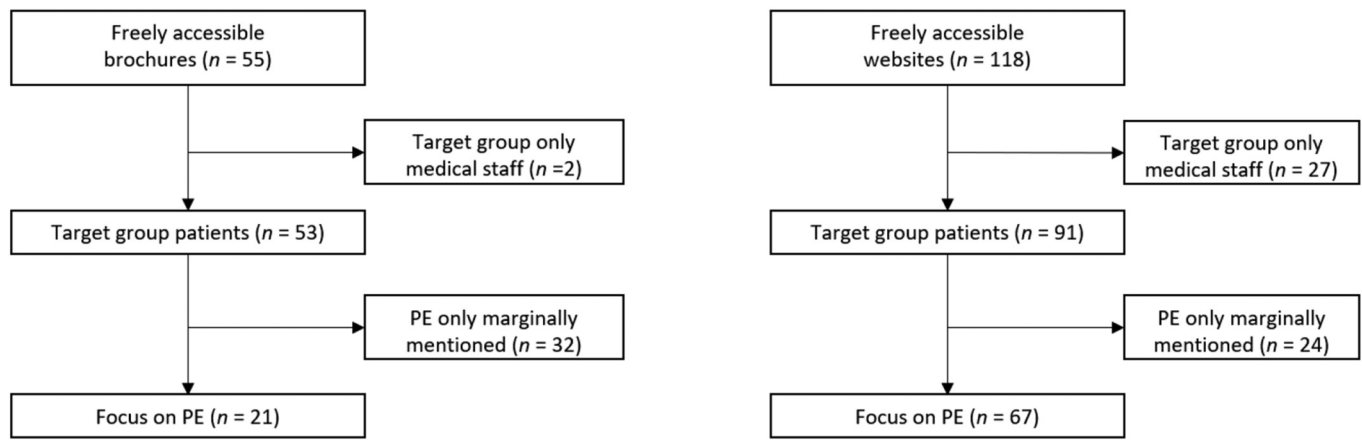 Freely accessible
brochures (n = 55)
Target group only
medical staff (n =2)
Target group patients (n = 53)
PE only marginally
mentioned (n = 32)
Focus on PE (n = 21)
Freely accessible
websites (n = 118)
Target group only
medical staff (n = 27)
Target group patients (n = 91)
PE only marginally
mentioned (n = 24)
Focus on PE (n = 67)